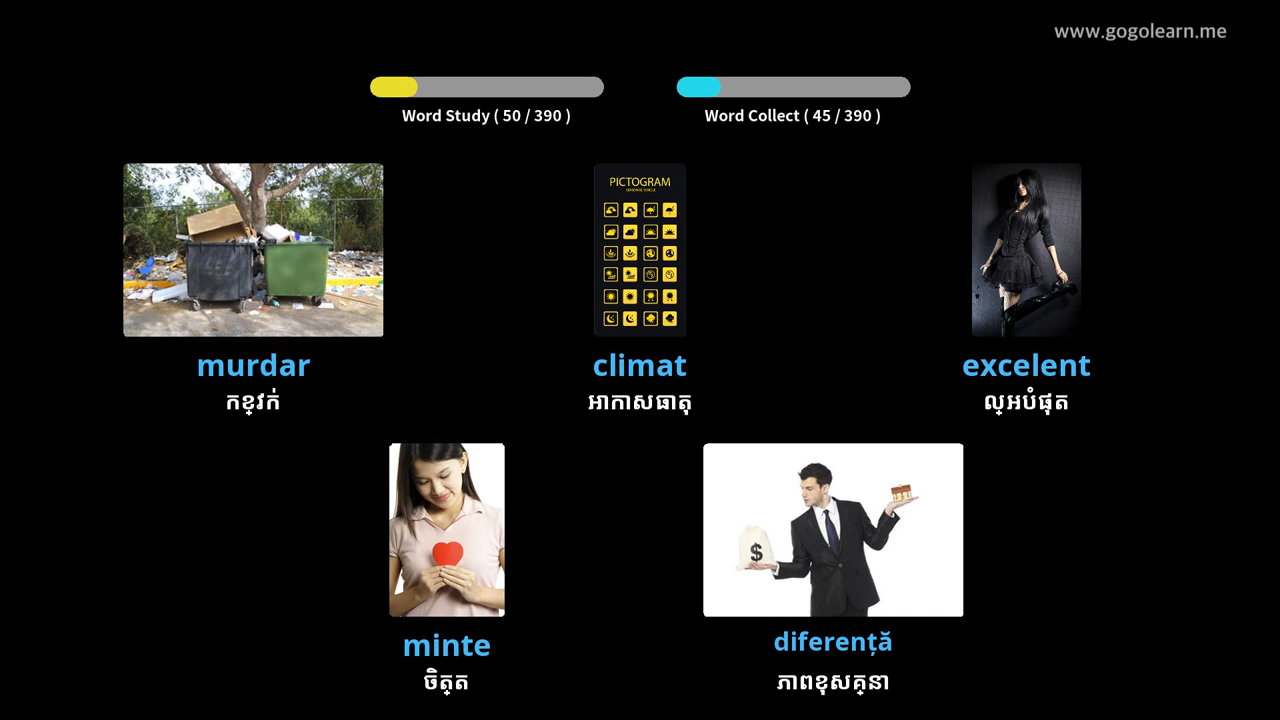 www.gogolearn.me
Word Study ( 50 / 390 )
Word Collect ( 45 / 390 )
PICTOGRAM
murdar
climat
excelent
កខ្វក់
អាកាសធាតុ
ល្អបំផុត
$
minte
diferență
ចិត្ត
ភាពខុសគ្នា